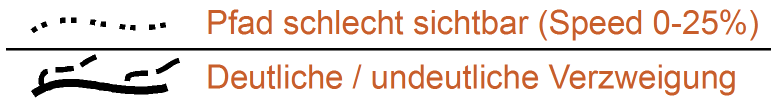 Pfad schlecht sichtbar (Speed 0-25%)
Deutliche / undeutliche Verzweigung